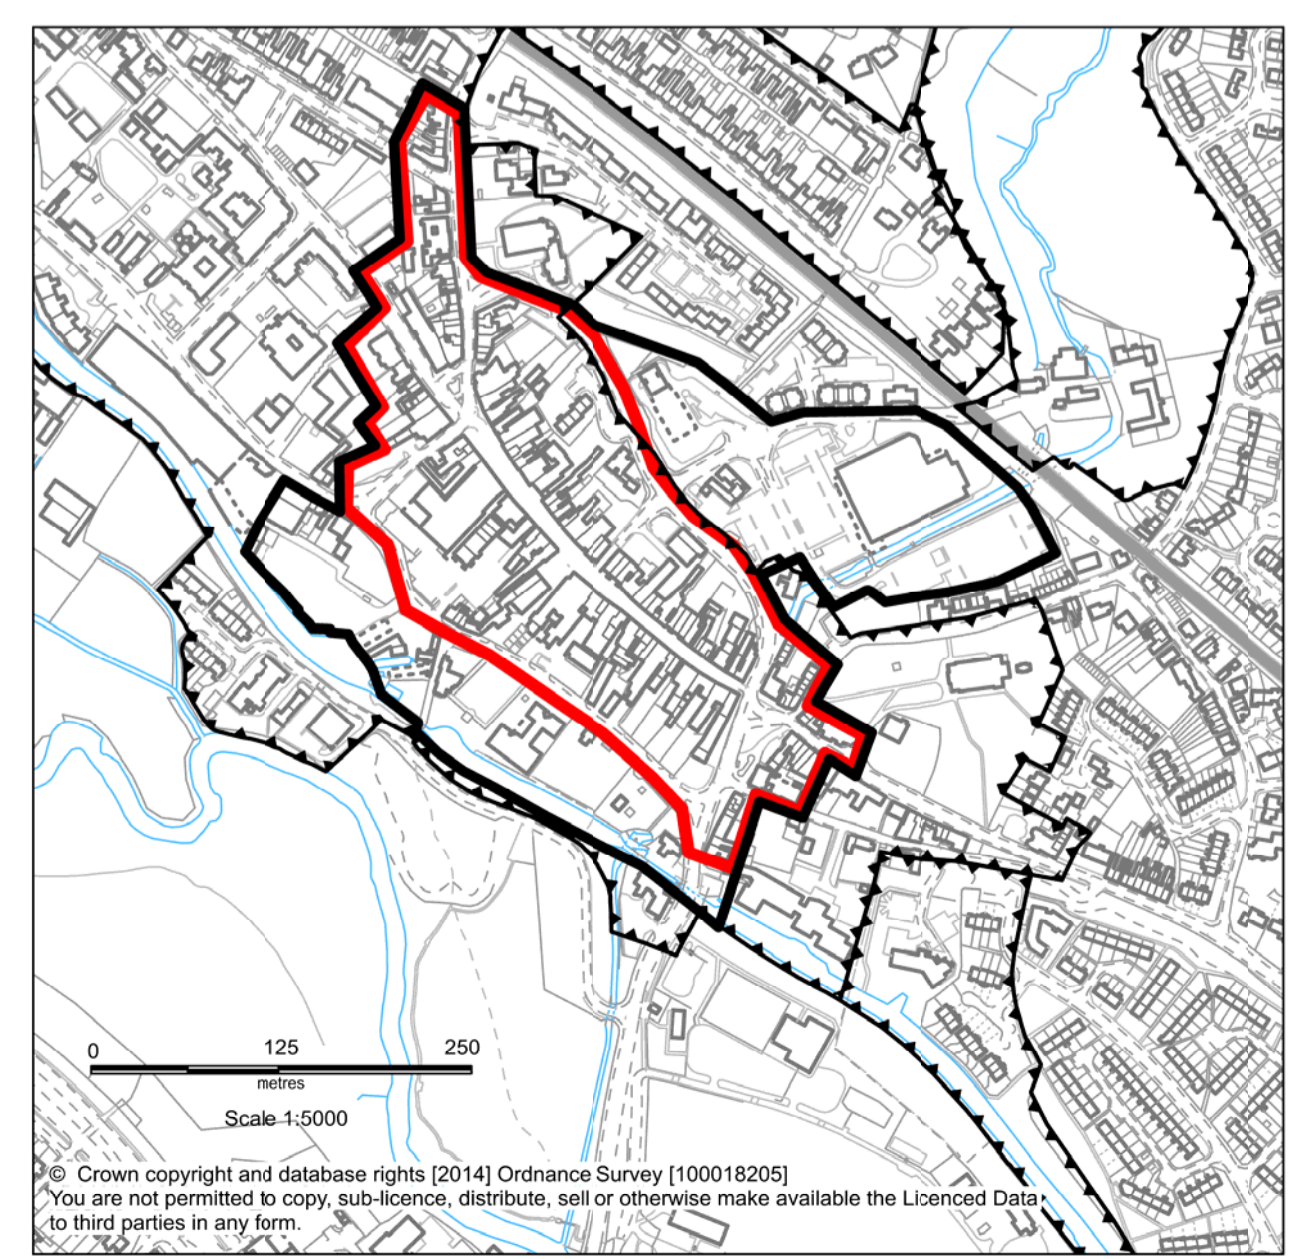 0 125 250
metres
Scale 1:5000
© Crown copyright and database rights [2014] Ordnance Survey [100018205]
You are not permitted to copy, sub-licence, distribute, sell or otherwise make available the Licenced Data
to third parties in any form.